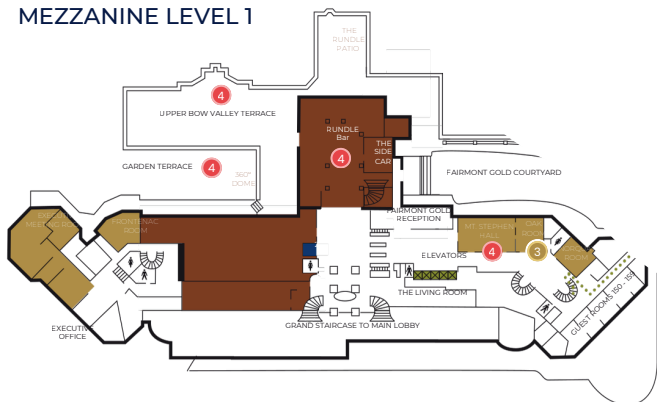 MEZZANINE LEVEL 1
THE
RUNDLE
PATIO
4
UPPER BOW VALLEY TERRACE
RUNDLE
Bar
4
THE
SIDE
CAR
GARDEN TERRACE
4
360°
DOME
FAIRMONT GOLD COURTYARD
FRONTENAC
ROOM
FAIRMONT GOLD
RECEPTION
MT. STEPHEN
HALL
4
OAK
ROOM
3
ROOM
ELEVATORS
THE LIVING ROOM
EXECUTIVE
OFFICE
GRAND STAIRCASE TO MAIN LOBBY
GUEST ROOMS 150 - 159